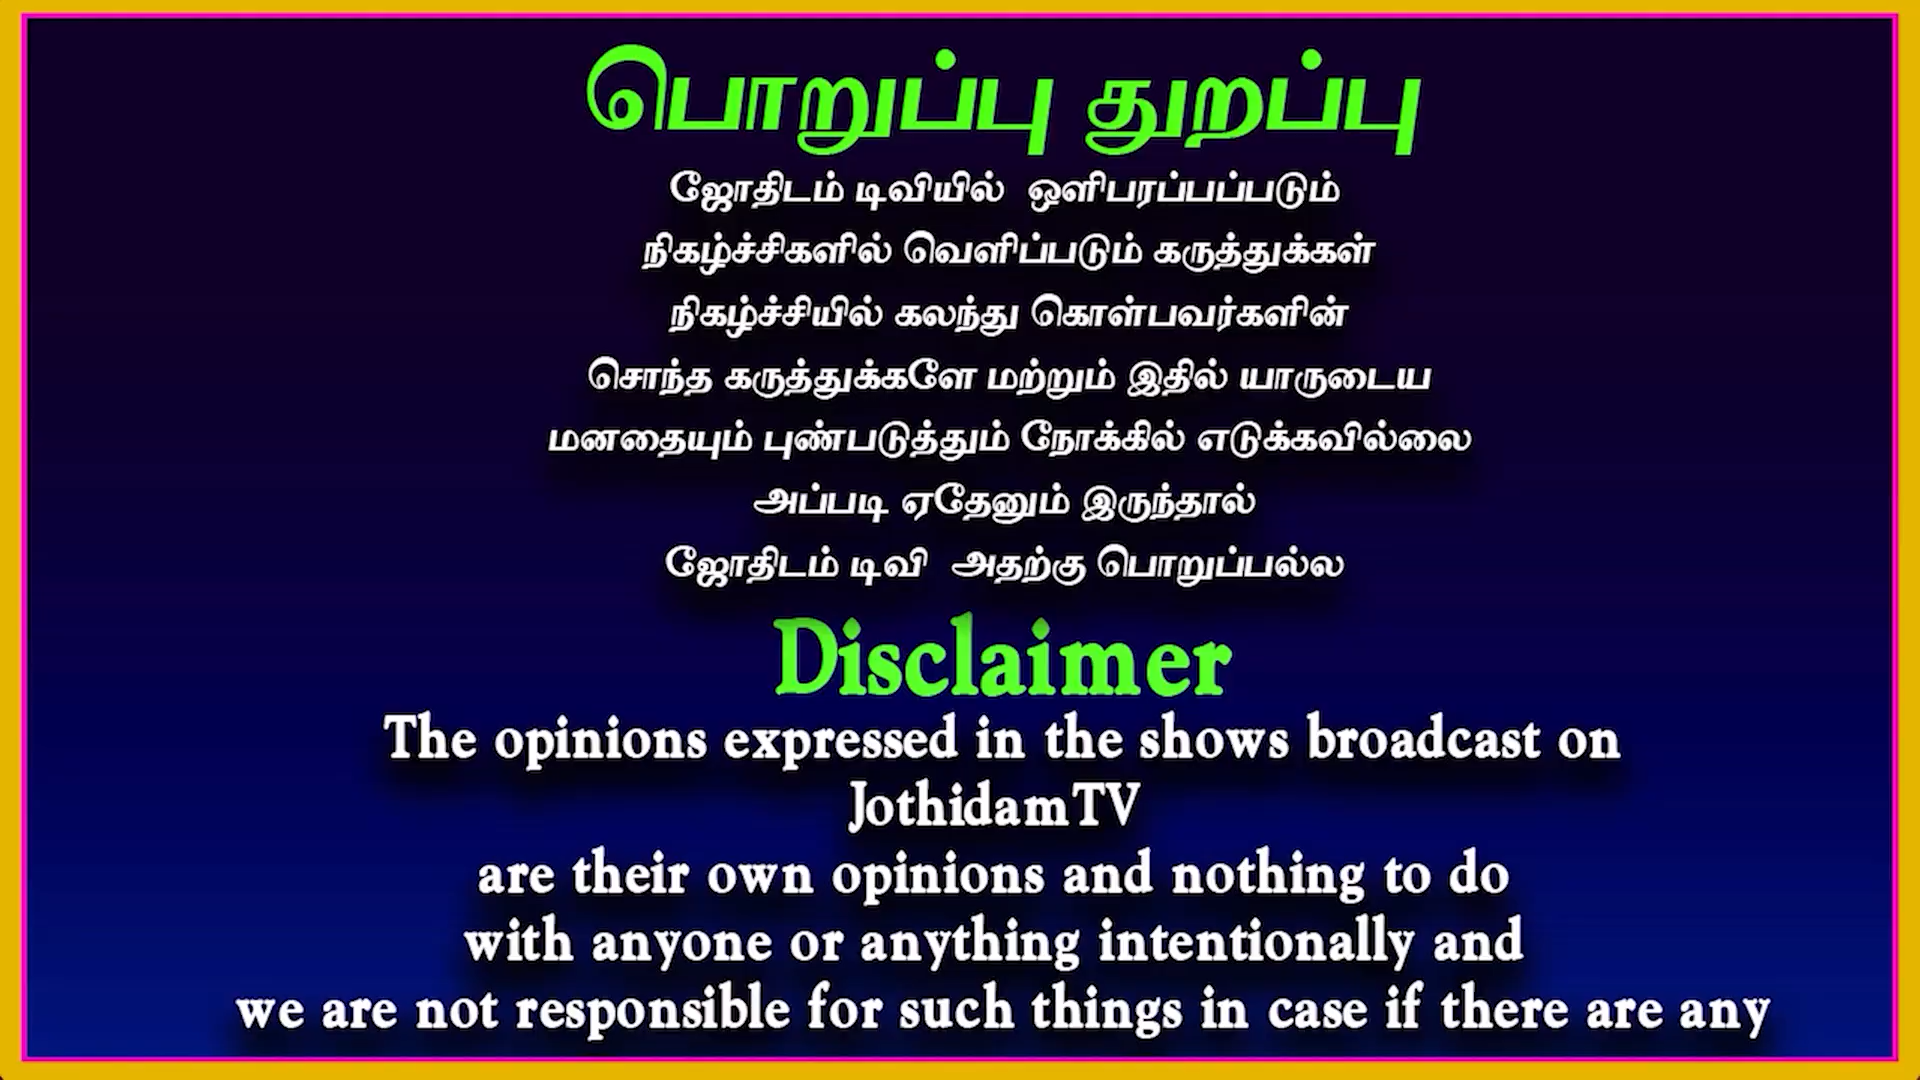 பொறுப்பு துறப்பு
ஜோதிடம் டிவியில் ஒளிபரப்பப்படும்
நிகழ்ச்சிகளில் வெளிப்படும் கருத்துக்கள்
நிகழ்ச்சியில் கலந்து கொள்பவர்களின்
சொந்த கருத்துக்களே மற்றும் இதில் யாருடைய
மனதையும் புண்படுத்தும் நோக்கில் எடுக்கவில்லை
அப்படி ஏதேனும் இருந்தால்
ஜோதிடம் டிவி அதற்கு பொறுப்பல்ல
Disclaimer
The opinions expressed in the shows broadcast on
JothidamTV
are their own opinions and nothing to do
with anyone or anything intentionally and
we are not responsible for such things in case if there are any